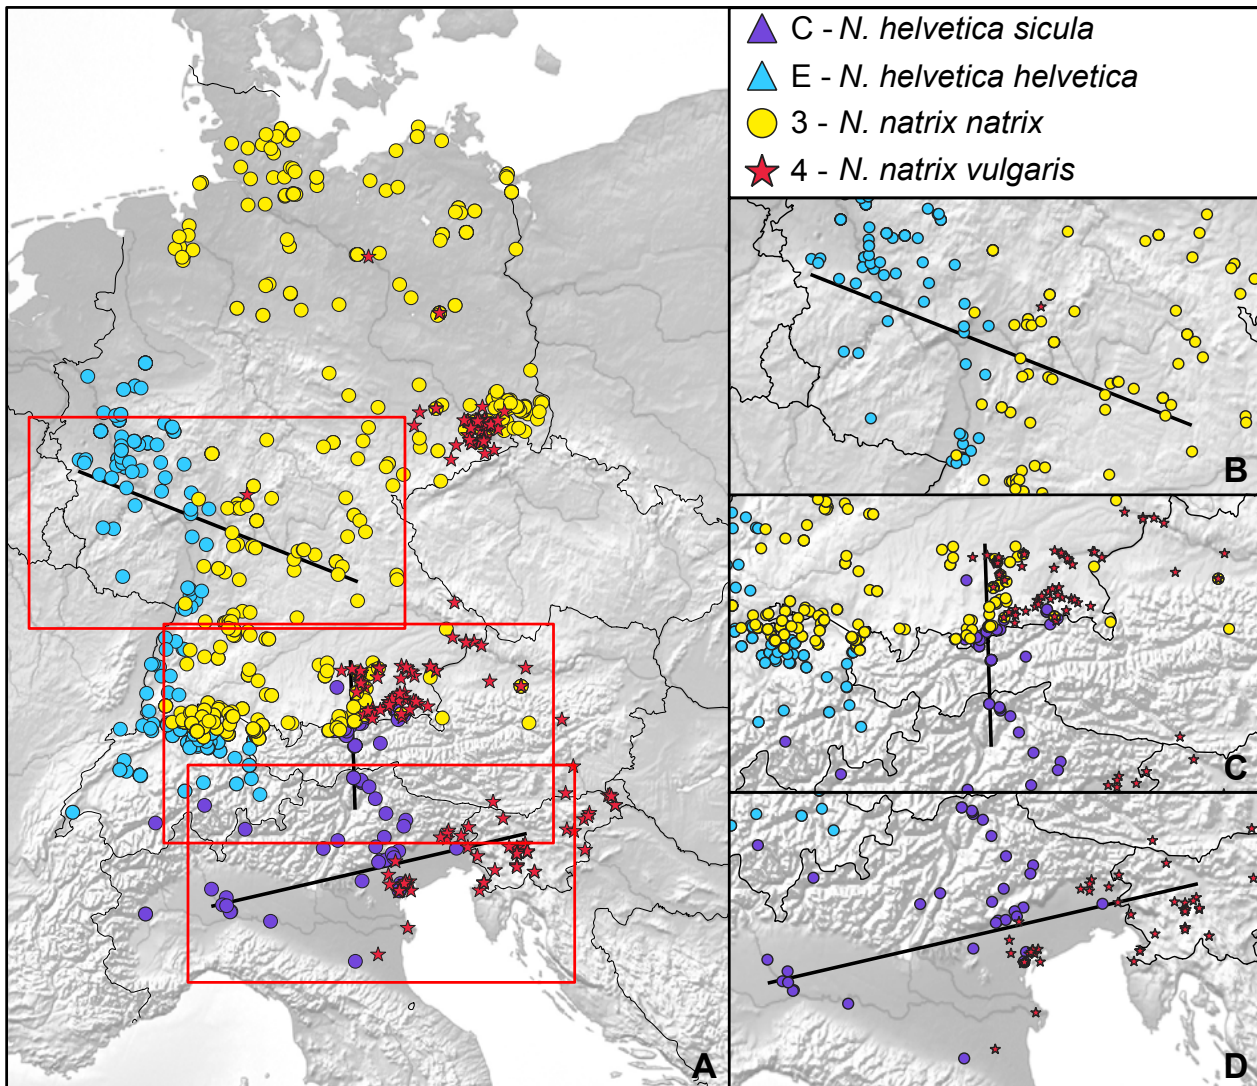 C - N. helvetica sicula
E - N. helvetica helvetica
3 - N. natrix natrix
4 - N. natrix vulgaris
A
B
C
D